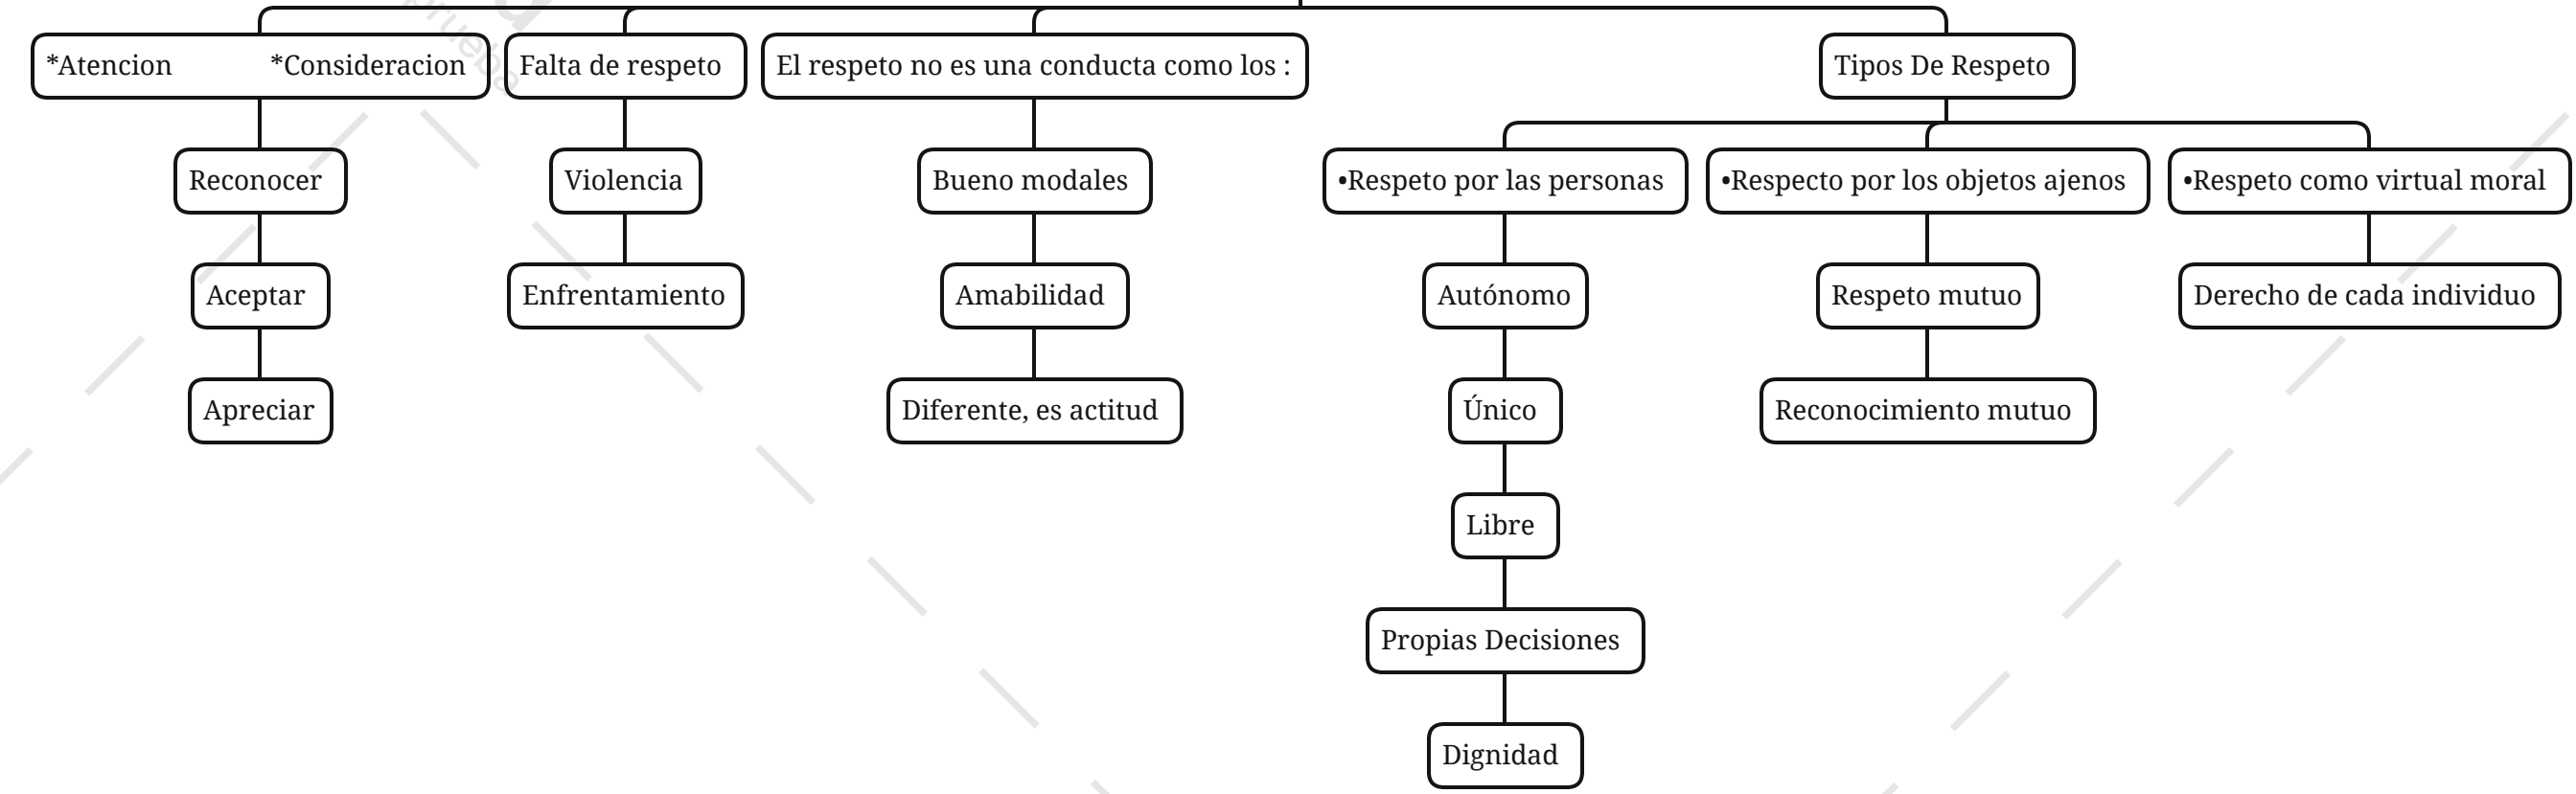 *Atencion *Consideracion
Falta de respeto
El respeto no es una conducta como los :
Tipos De Respeto
Reconocer
Violencia
Bueno modales
•Respeto por las personas
•Respecto por los objetos ajenos
•Respeto como virtual moral
Aceptar
Enfrentamiento
Amabilidad
Autónomo
Respeto mutuo
Derecho de cada individuo
Apreciar
Diferente, es actitud
Único
Reconocimiento mutuo
Libre
Propias Decisiones
Dignidad
prueba